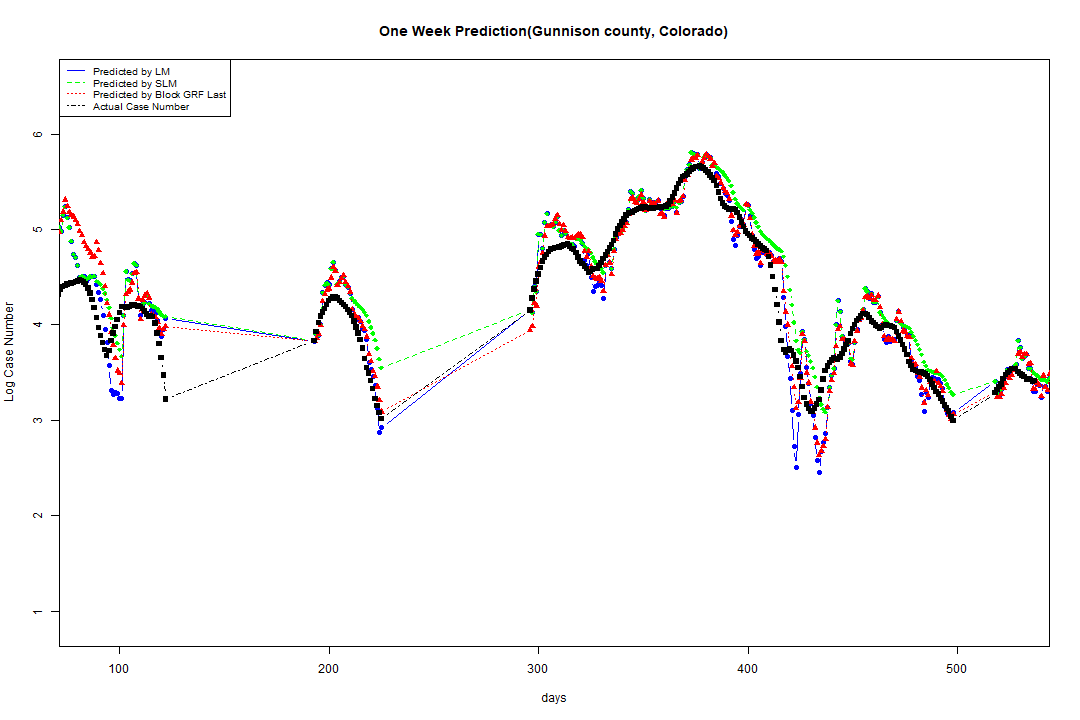 One Week Prediction(Gunnison county, Colorado)
Predicted by LM
Predicted by SLM
Predicted by Block GRF Last
Actual Case Number
6
5
4
3
2
1
Log Case Number
100 200 300 400 500
days